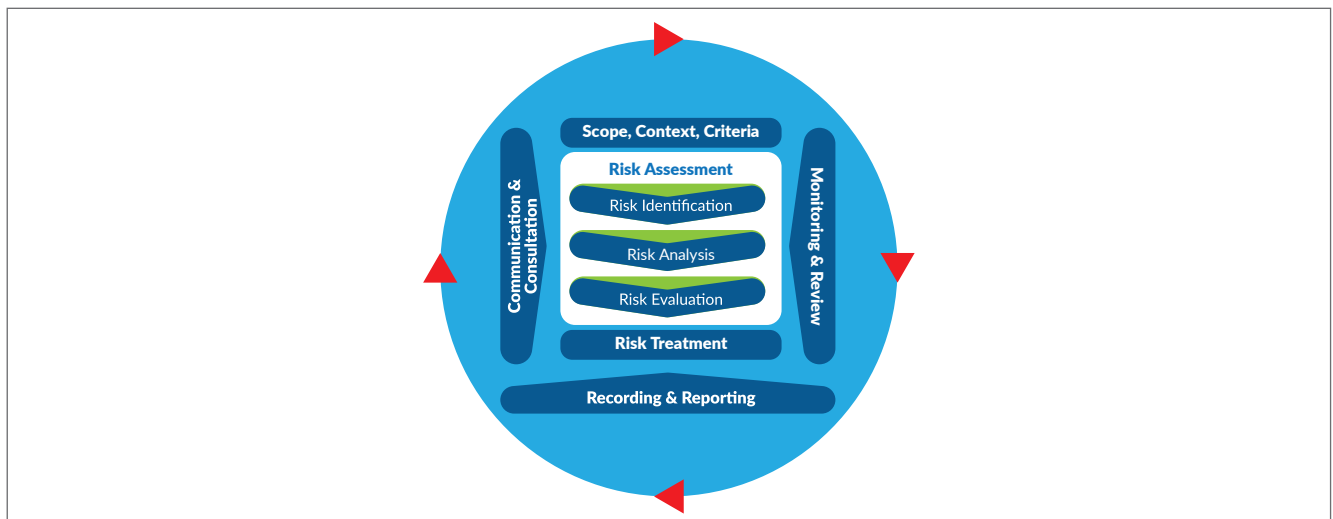 Scope, Context, Criteria
Communication &
Consultation
Risk Assessment
Risk Identification
Risk Analysis
Risk Evaluation
Monitoring & Review
Risk Treatment
Recording & Reporting